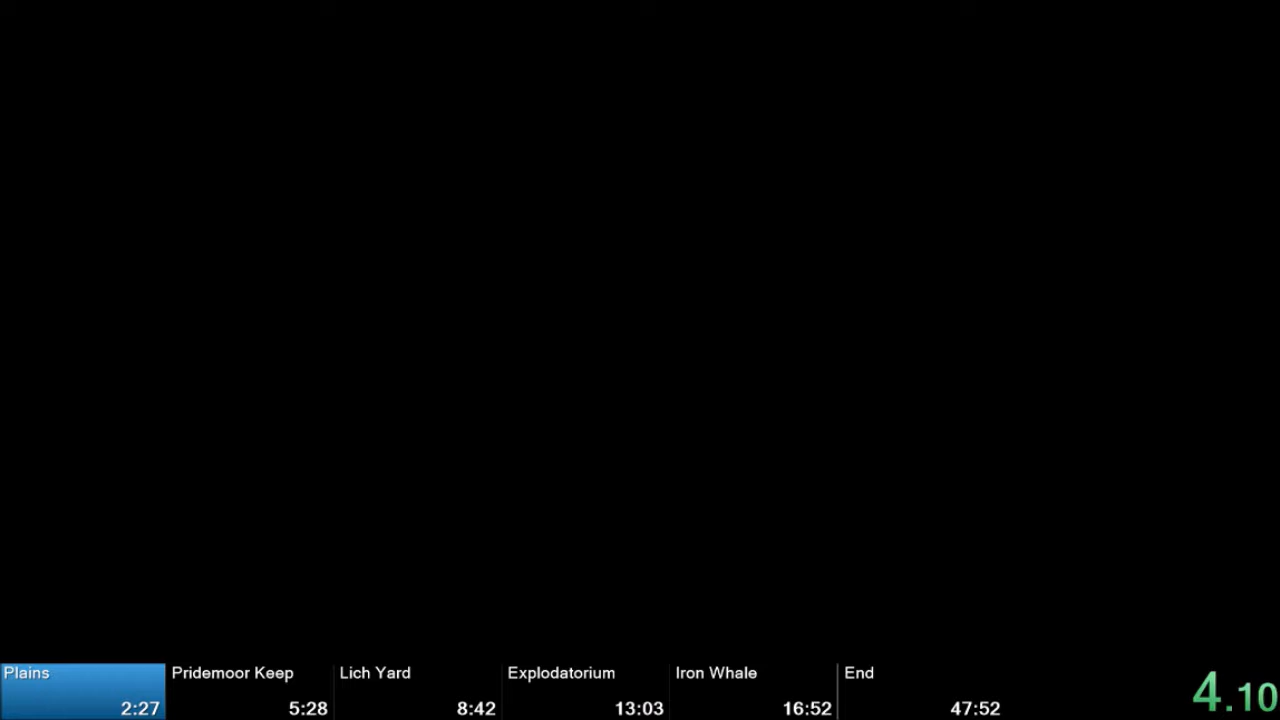 Plains
2:27
Pridemoor Keep
5:28
Lich Yard
8:42
Explodatorium
13:03
Iron Whale
16:52
End
47:52
4.10